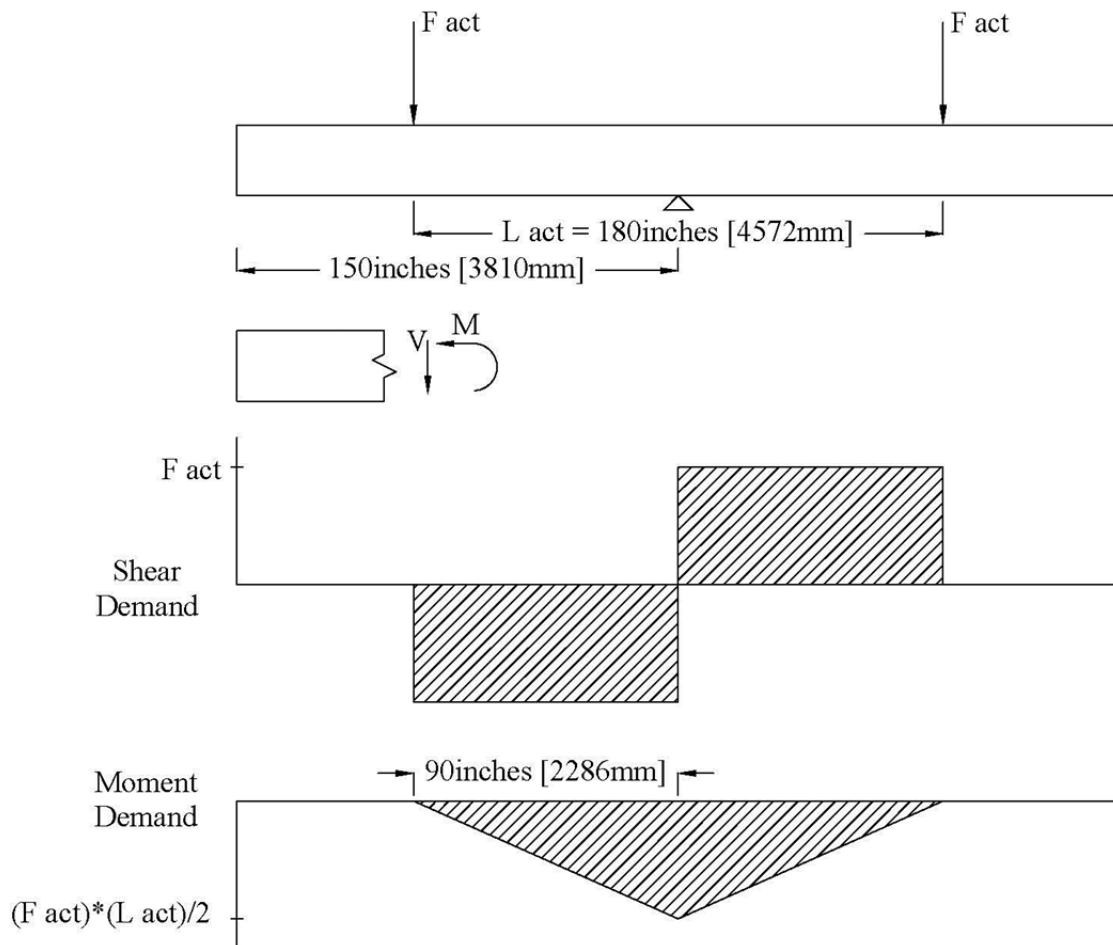 F act
F act
L act = 180inches [4572mm]
150inches [3810mm]
V
M
F act
Shear
Demand
90inches [2286mm]
Moment
Demand
(F act)*(L act)/2